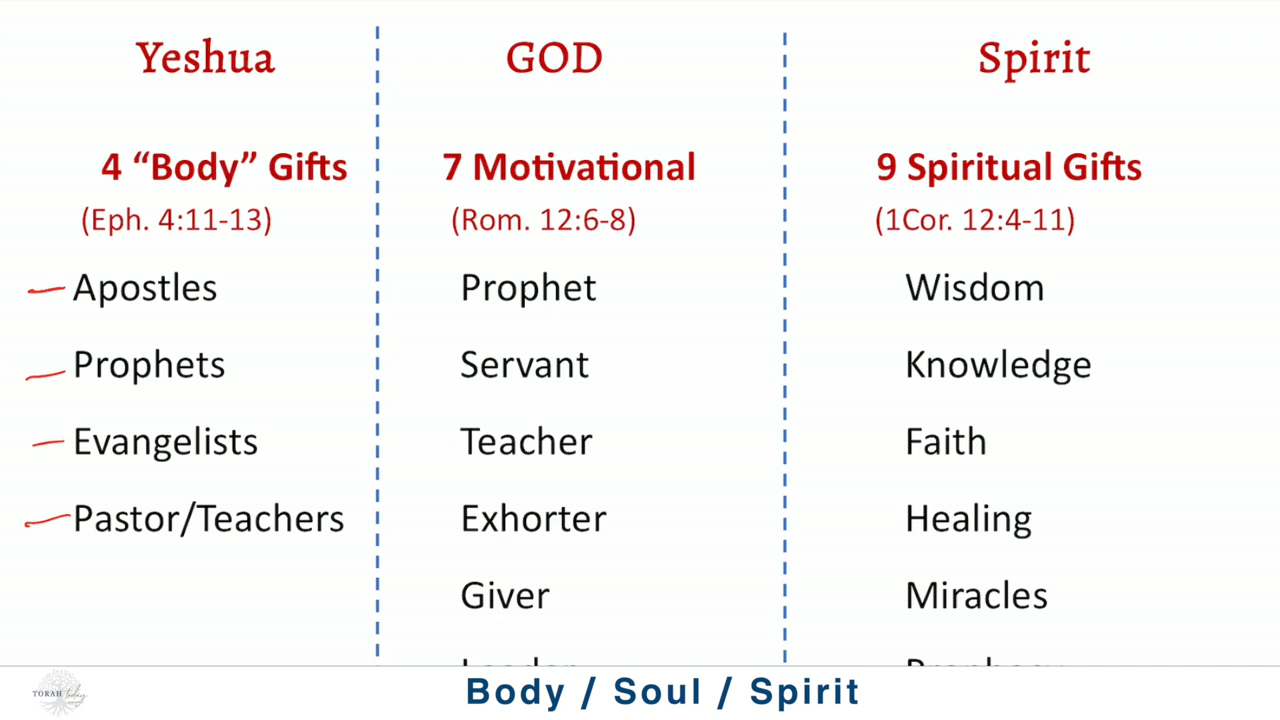 Yeshua
4 “Body” Gifts
(Eph. 4:11-13)
Apostles
Prophets
Evangelists
Pastor/Teachers
GOD
7 Motivational
(Rom. 12:6-8)
Prophet
Servant
Teacher
Exhorter
Giver
Spirit
9 Spiritual Gifts
(1Cor. 12:4-11)
Wisdom
Knowledge
Faith
Healing
Miracles
TORAH today
Body / Soul / Spirit